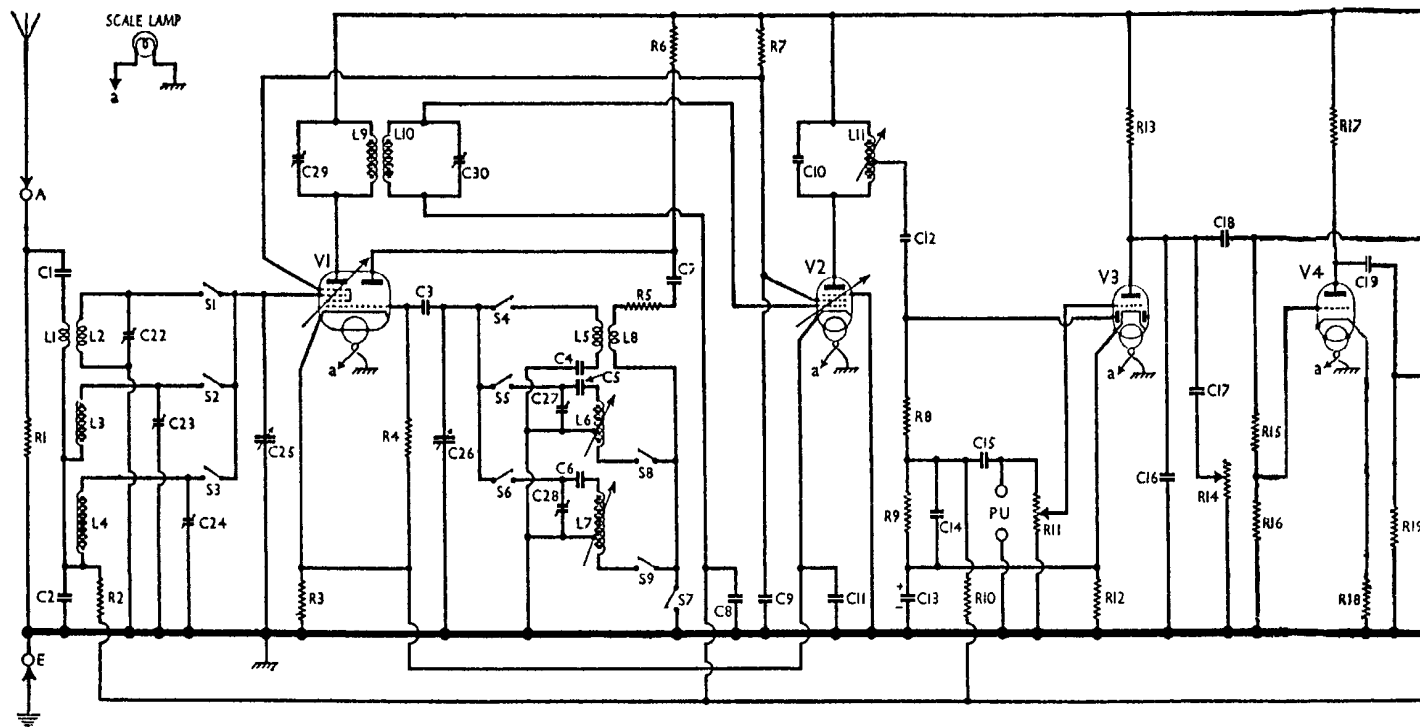 SCALE LAMP
a
A
E
C1
L1
L2
C22
S1
L3
C23
S2
L4
C24
S3
R1
C2
R2
C25
C29
L9
L10
C30
V1
a
R3
R4
C3
C26
S4
S5
S6
L5
L8
C4
C5
C27
L6
C6
C28
L7
S8
S9
S7
R5
C7
R6
R7
C8
C9
C10
L11
V2
a
C11
C12
R8
R9
C14
C15
PU
R11
+
–
C13
R10
R12
V3
a
R13
C16
C17
R14
C18
R15
R16
R17
V4
a
C19
R18
R19